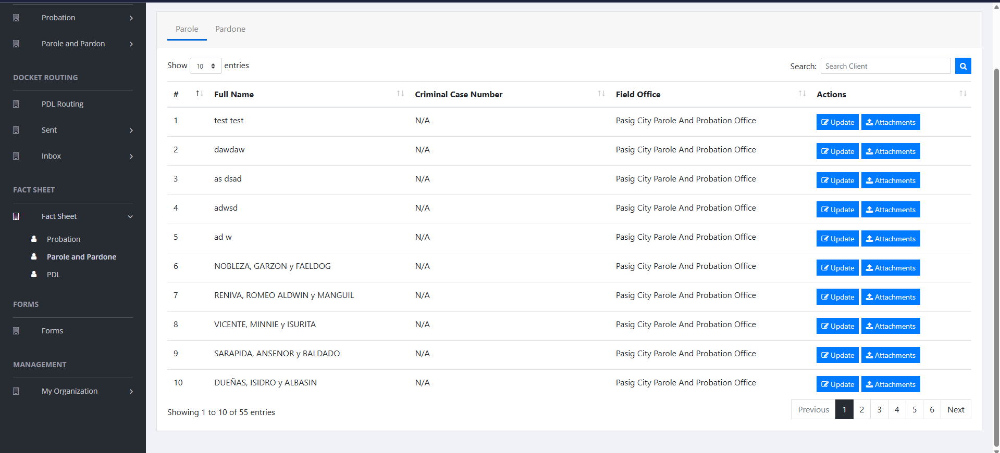 Probation
Parole and Pardon
DOCKET ROUTING
PDL Routing
Sent
Inbox
FACT SHEET
Fact Sheet
Probation
Parole and Pardone
PDL
FORMS
Forms
MANAGEMENT
My Organization
Parole Pardone
Show 10 entries Search: Search Client
# Full Name Criminal Case Number Field Office Actions
1 test test N/A Pasig City Parole And Probation Office Update Attachments
2 dawdaw N/A Pasig City Parole And Probation Office Update Attachments
3 as dsad N/A Pasig City Parole And Probation Office Update Attachments
4 adwsd N/A Pasig City Parole And Probation Office Update Attachments
5 ad w N/A Pasig City Parole And Probation Office Update Attachments
6 NOBLEZA, GARZON y FAELDOG N/A Pasig City Parole And Probation Office Update Attachments
7 RENIVA, ROMEO ALDWIN y MANGUIL N/A Pasig City Parole And Probation Office Update Attachments
8 VICENTE, MINNIE y ISURITA N/A Pasig City Parole And Probation Office Update Attachments
9 SARAPIDA, ANSENOR y BALDADO N/A Pasig City Parole And Probation Office Update Attachments
10 DUEÑAS, ISIDRO y ALBASIN N/A Pasig City Parole And Probation Office Update Attachments
Showing 1 to 10 of 55 entries Previous 1 2 3 4 5 6 Next